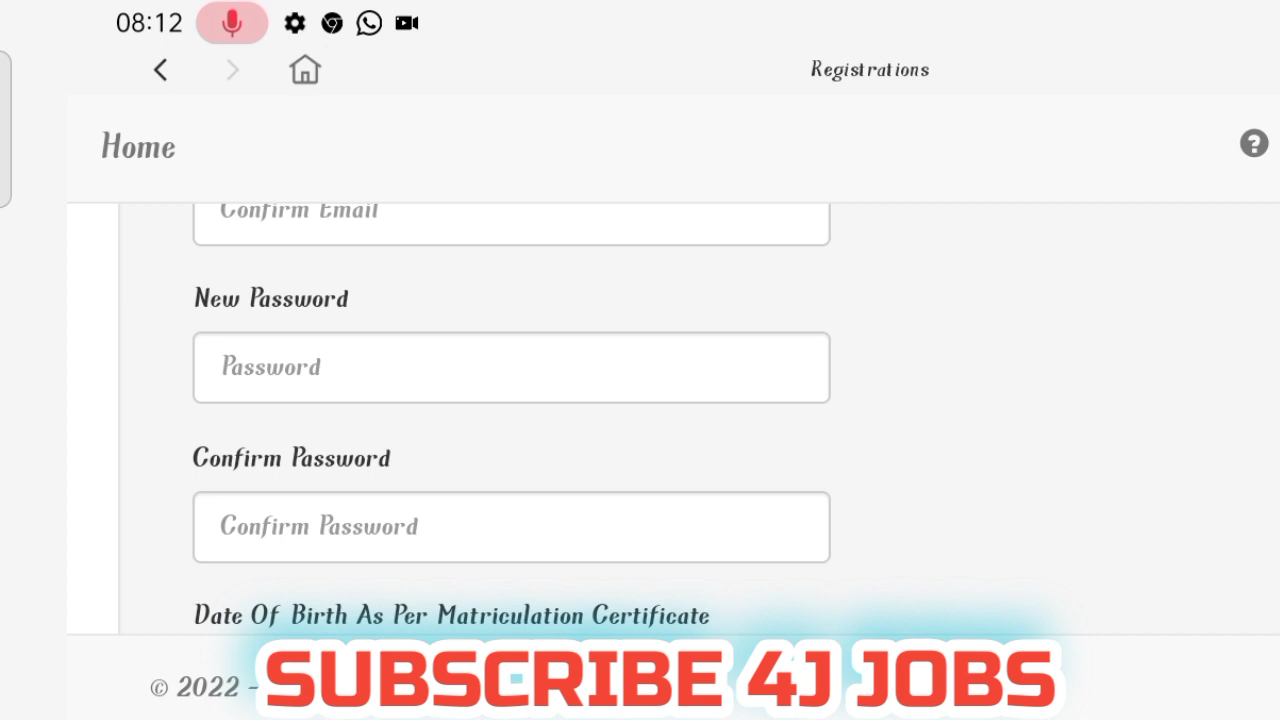 08:12
Registrations
Home
Confirm Email
New Password
Password
Confirm Password
Confirm Password
Date Of Birth As Per Matriculation Certificate
© 2022 -
SUBSCRIBE 4J JOBS